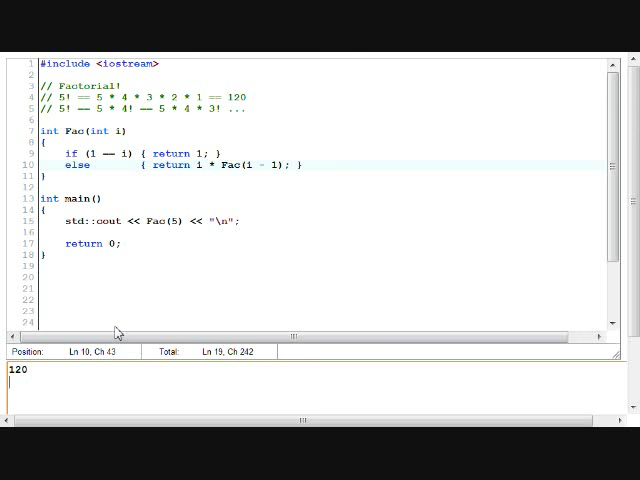 1 #include <iostream>
2
3 // Factorial!
4 // 5! == 5 * 4 * 3 * 2 * 1 == 120
5 // 5! == 5 * 4! == 5 * 4 * 3! ...
6
7 int Fac(int i)
8 {
9 if (1 == i) { return 1; }
10 else { return i * Fac(i - 1); }
11 }
12
13 int main()
14 {
15 std::cout << Fac(5) << "\n";
16
17 return 0;
18 }
19
20
21
22
23
24
Position: Ln 10, Ch 43 Total: Ln 19, Ch 242
120